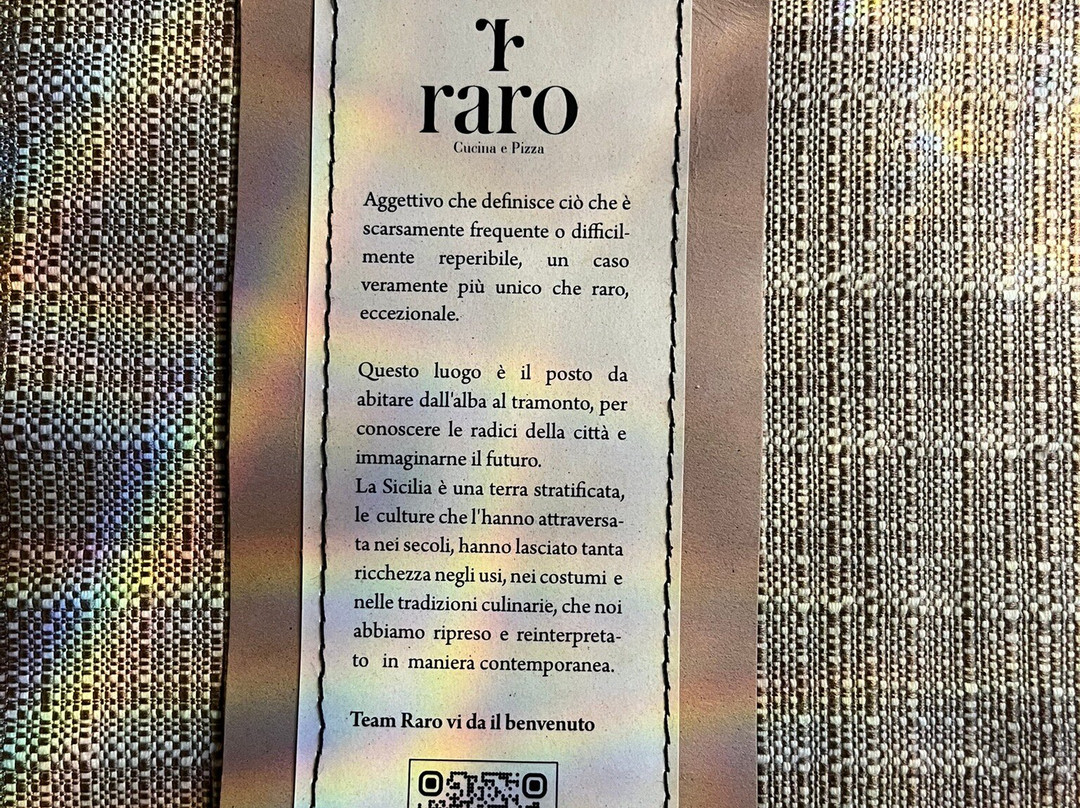 r
raro
Cucina e Pizza
Aggettivo che definisce ciò che è
scarsamente frequente o difficil-
mente reperibile, un caso
veramente più unico che raro,
eccezionale.
Questo luogo è il posto da
abitare dall'alba al tramonto, per
conoscere le radici della città e
immaginarne il futuro.
La Sicilia è una terra stratificata,
le culture che l'hanno attraversa-
ta nei secoli, hanno lasciato tanta
ricchezza negli usi, nei costumi e
nelle tradizioni culinarie, che noi
abbiamo ripreso e reinterpreta-
to in maniera contemporanea.
Team Raro vi da il benvenuto